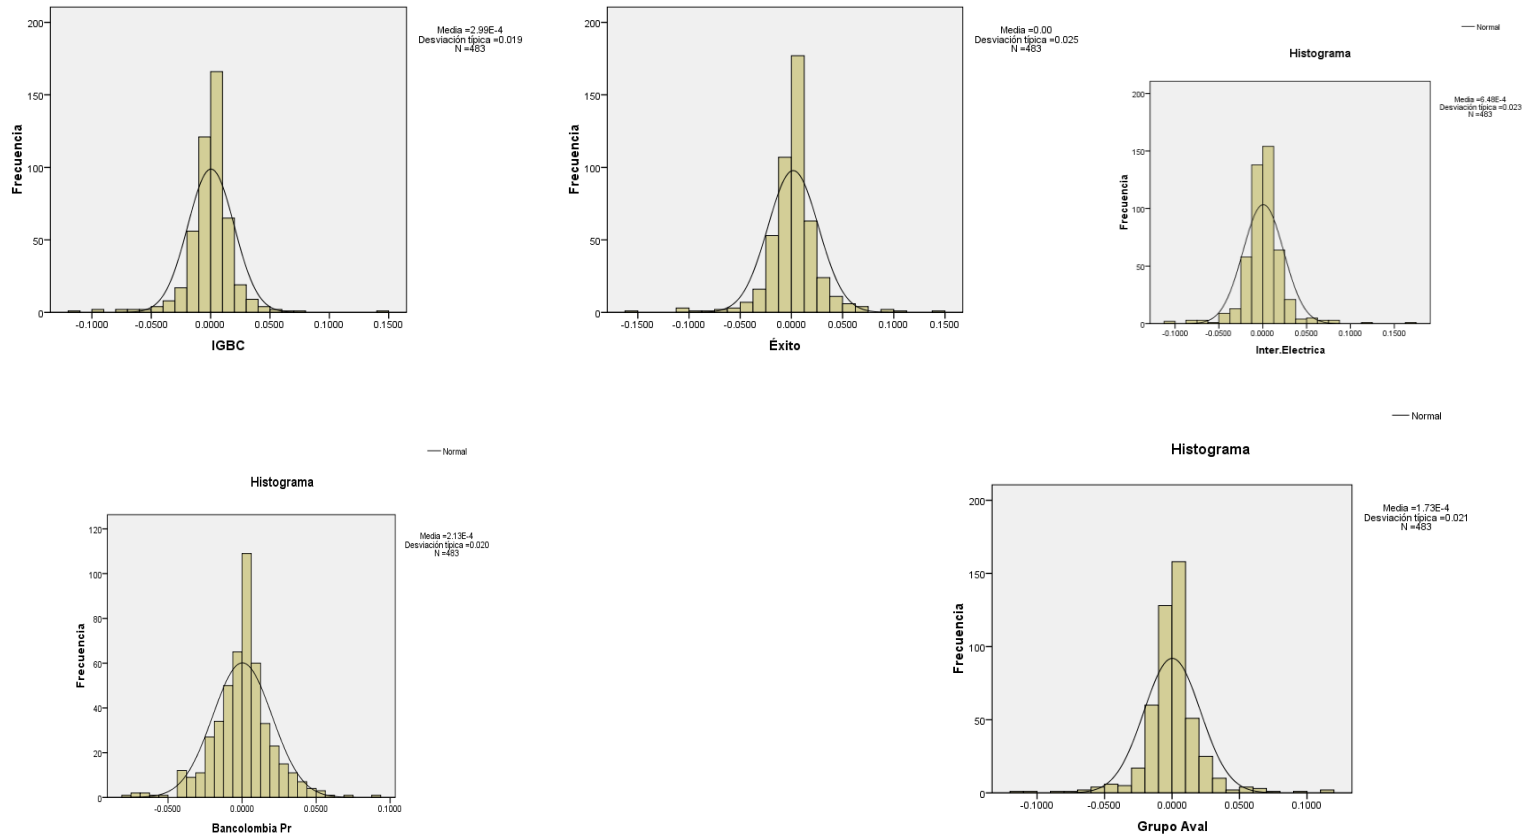 Media =2.99E-4
Desviación típica =0.019
N =483
200
150
100
50
0
Frecuencia
-0.1000
-0.0500
0.0000
0.0500
0.1000
0.1500
IGBC
Media =0.00
Desviación típica =0.025
N =483
200
150
100
50
0
Frecuencia
-0.1500
-0.1000
-0.0500
0.0000
0.0500
0.1000
0.1500
Éxito
Normal
Histograma
Media =6.48E-4
Desviación típica =0.023
N =483
200
150
100
50
0
Frecuencia
-0.1000
-0.0500
0.0000
0.0500
0.1000
0.1500
Inter.Electrica
Normal
Histograma
Media =2.13E-4
Desviación típica =0.020
N =483
120
100
80
60
40
20
0
Frecuencia
-0.0500
0.0000
0.0500
0.1000
Bancolombia Pr
Normal
Histograma
Media =1.73E-4
Desviación típica =0.021
N =483
200
150
100
50
0
Frecuencia
-0.1000
-0.0500
0.0000
0.0500
0.1000
Grupo Aval